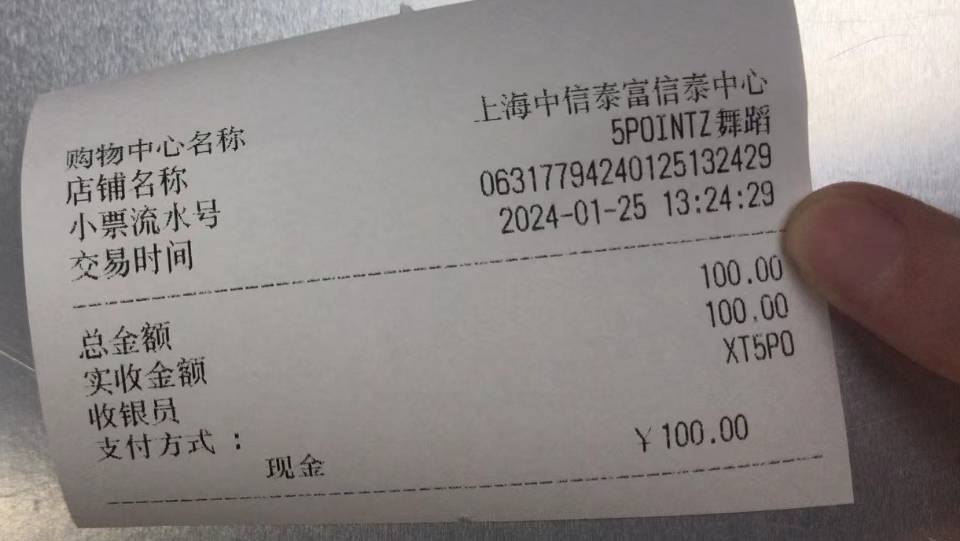 购物中心名称 上海中信泰富信泰中心
店铺名称 5POINTZ舞蹈
小票流水号 06317794240125132429
交易时间 2024-01-25 13:24:29
总金额 100.00
实收金额 100.00
收银员 XT5PO
支付方式：
现金 ￥100.00